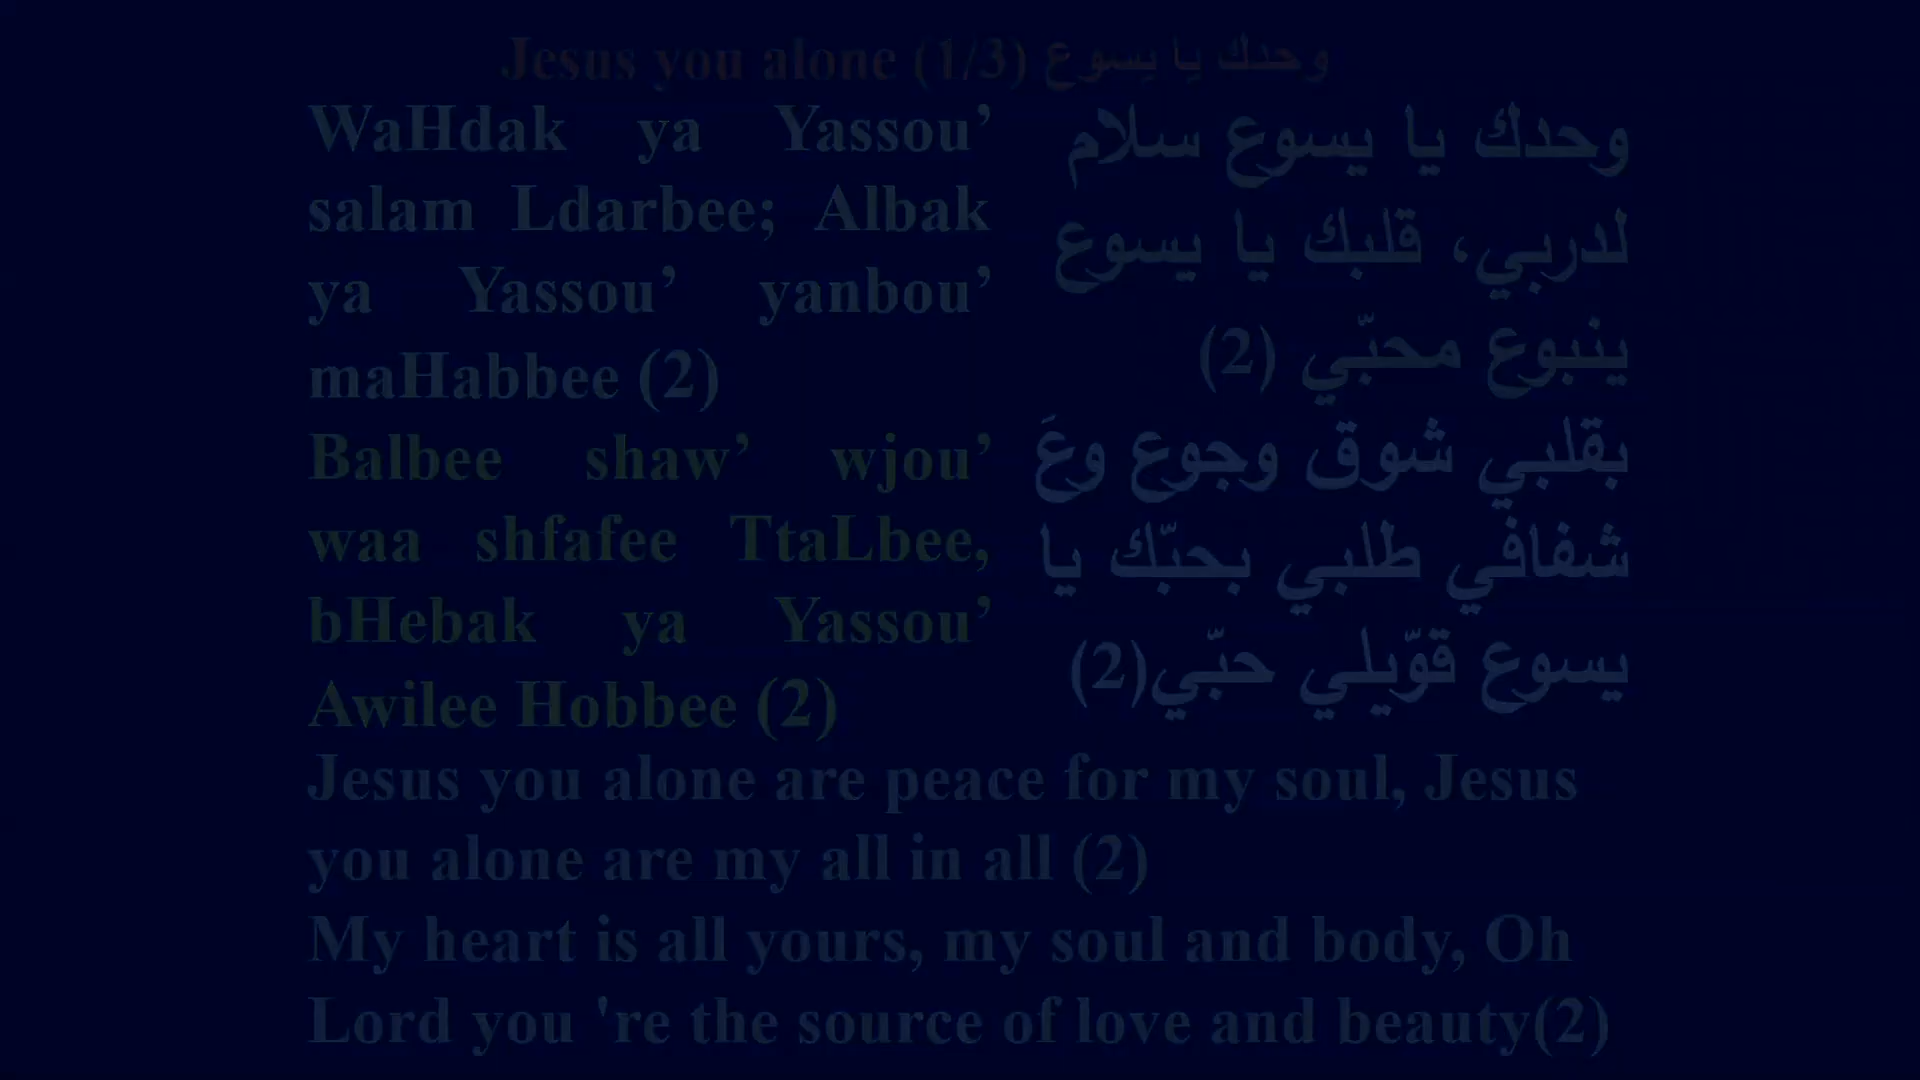 Jesus you alone (1/3) وحدك يا يسوع
WaHdak ya Yassou’
salam Ldarbee; Albak
ya Yassou’ yanbou’
maHabbee (2)
Balbee shaw’ wjou’
waa shfafee TtaLbee,
bHebak ya Yassou’
Awilee Hobbee (2)
وحدك يا يسوع سلام
لدربي، قلبك يا يسوع
ينبوع محبّي (2)
بقلبي شوق وجوع وعَ
شفافي طلبي بحبّك يا
يسوع قوّيلي حبّي(2)
Jesus you alone are peace for my soul, Jesus
you alone are my all in all (2)
My heart is all yours, my soul and body, Oh
Lord you 're the source of love and beauty(2)